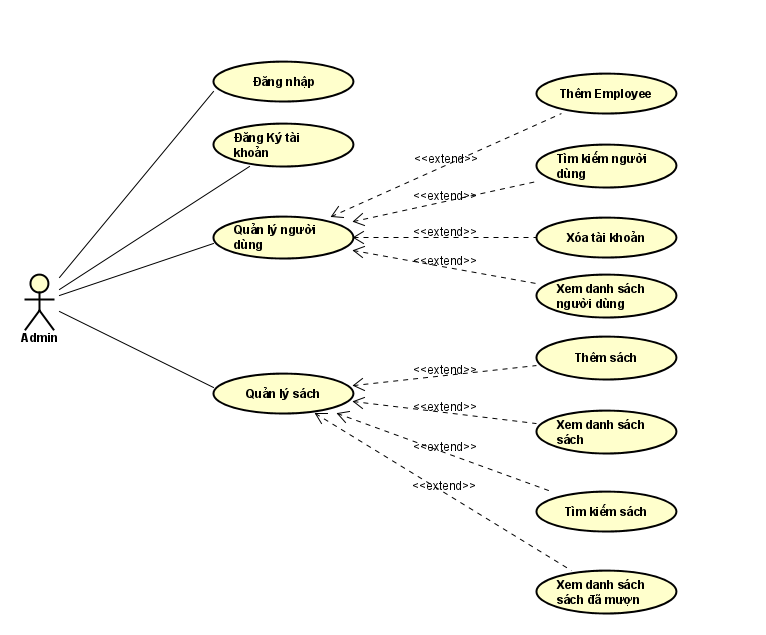 Đăng nhập
Thêm Employee
Đăng Ký tài
khoản
<<extend>>
Tìm kiếm người
dùng
<<extend>>
Quản lý người
dùng
<<extend>>
Xóa tài khoản
<<extend>>
Xem danh sách
người dùng
Admin
Thêm sách
<<extend>>
Quản lý sách
<<extend>>
Xem danh sách
sách
<<extend>>
<<extend>>
Tìm kiếm sách
Xem danh sách
sách đã mượn